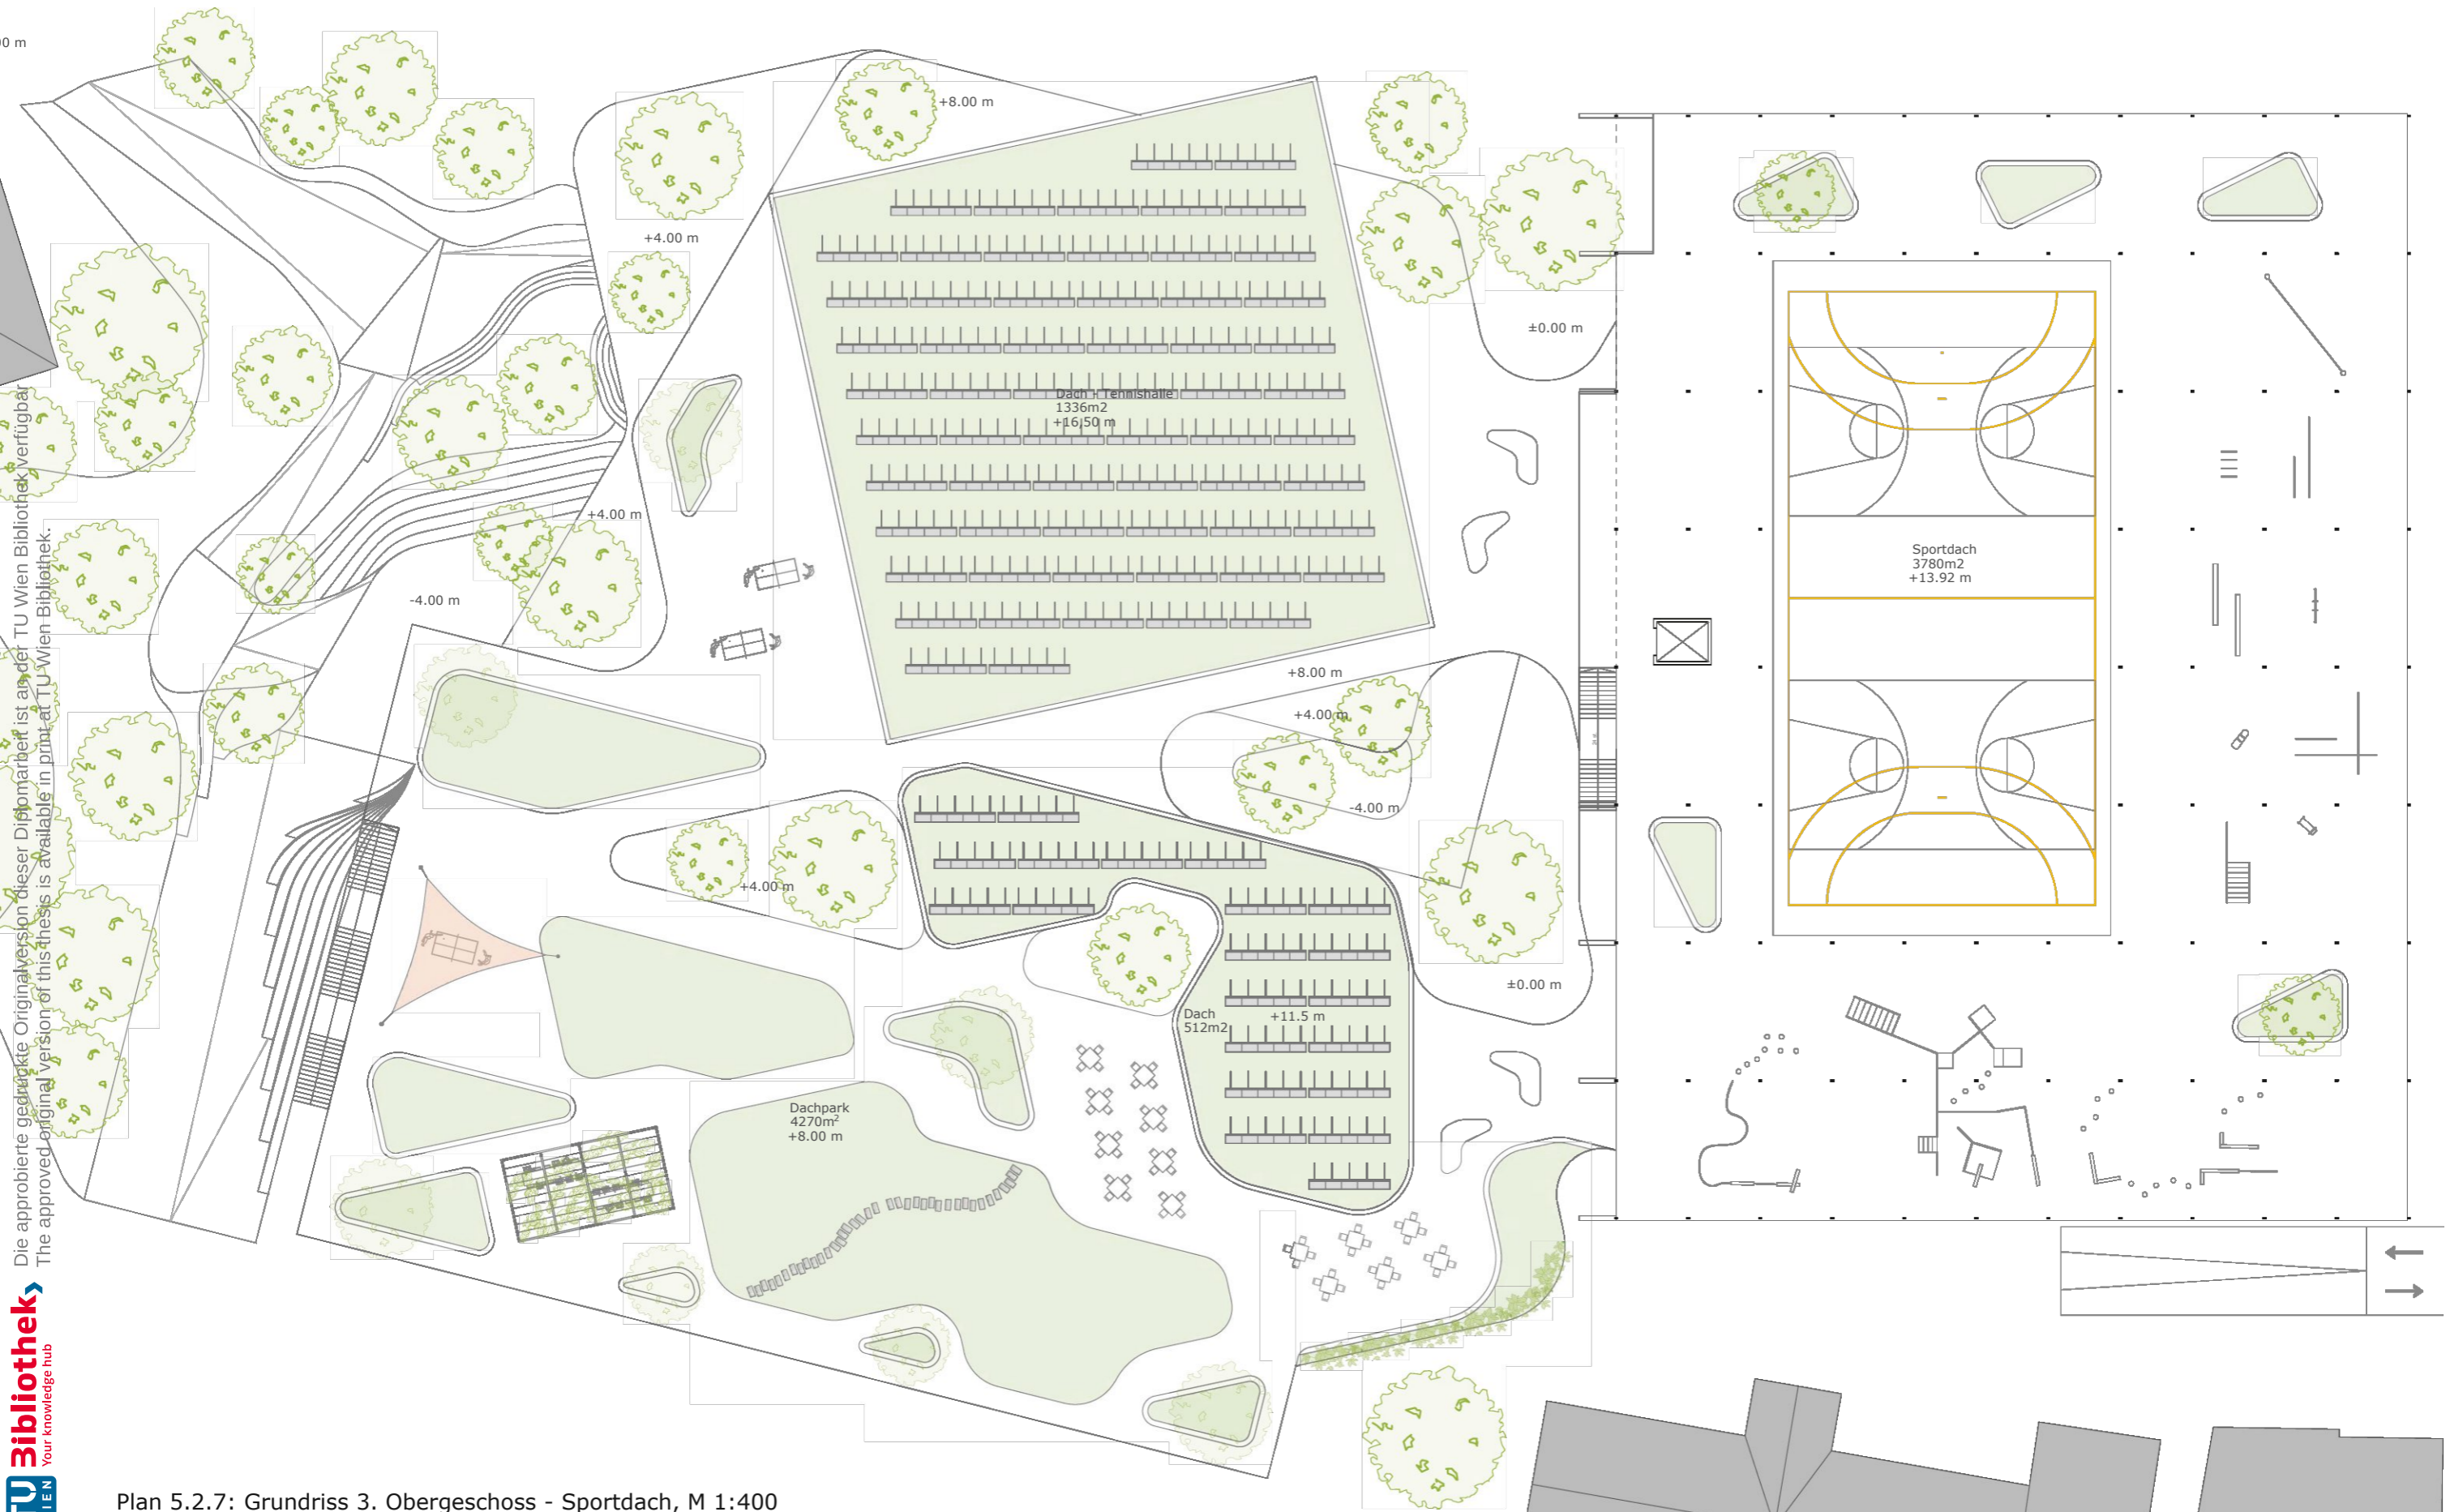 00 m
+8.00 m
+4.00 m
±0.00 m
Dach - Tennishalle
1336m2
+16,50 m
+4.00 m
-4.00 m
Sportdach
3780m2
+13.92 m
+8.00 m
+4.00 m
-4.00 m
+4.00 m
±0.00 m
Dach
512m2
+11.5 m
Dachpark
4270m²
+8.00 m
Die approbierte gedruckte Originalversion dieser Diplomarbeit ist an der TU Wien Bibliothek verfügbar
The approved original version of this thesis is available in print at TU Wien Bibliothek.
TU
WIEN
Bibliothek
Your knowledge hub
Plan 5.2.7: Grundriss 3. Obergeschoss - Sportdach, M 1:400